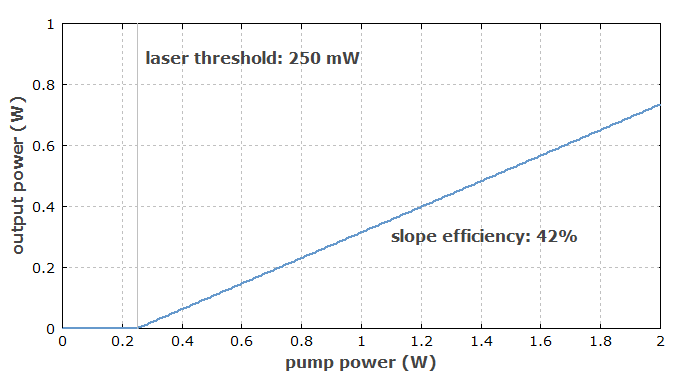 1
laser threshold: 250 mW
0.8
0.6
output power (W)
0.4
slope efficiency: 42%
0.2
0
0 0.2 0.4 0.6 0.8 1 1.2 1.4 1.6 1.8 2
pump power (W)